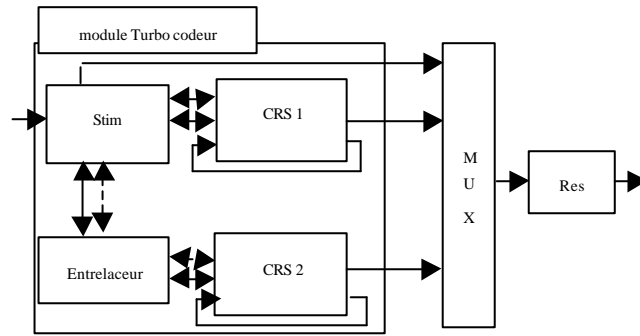 module Turbo codeur
Stim
CRS 1
M
U
X
Res
Entrelaceur
CRS 2